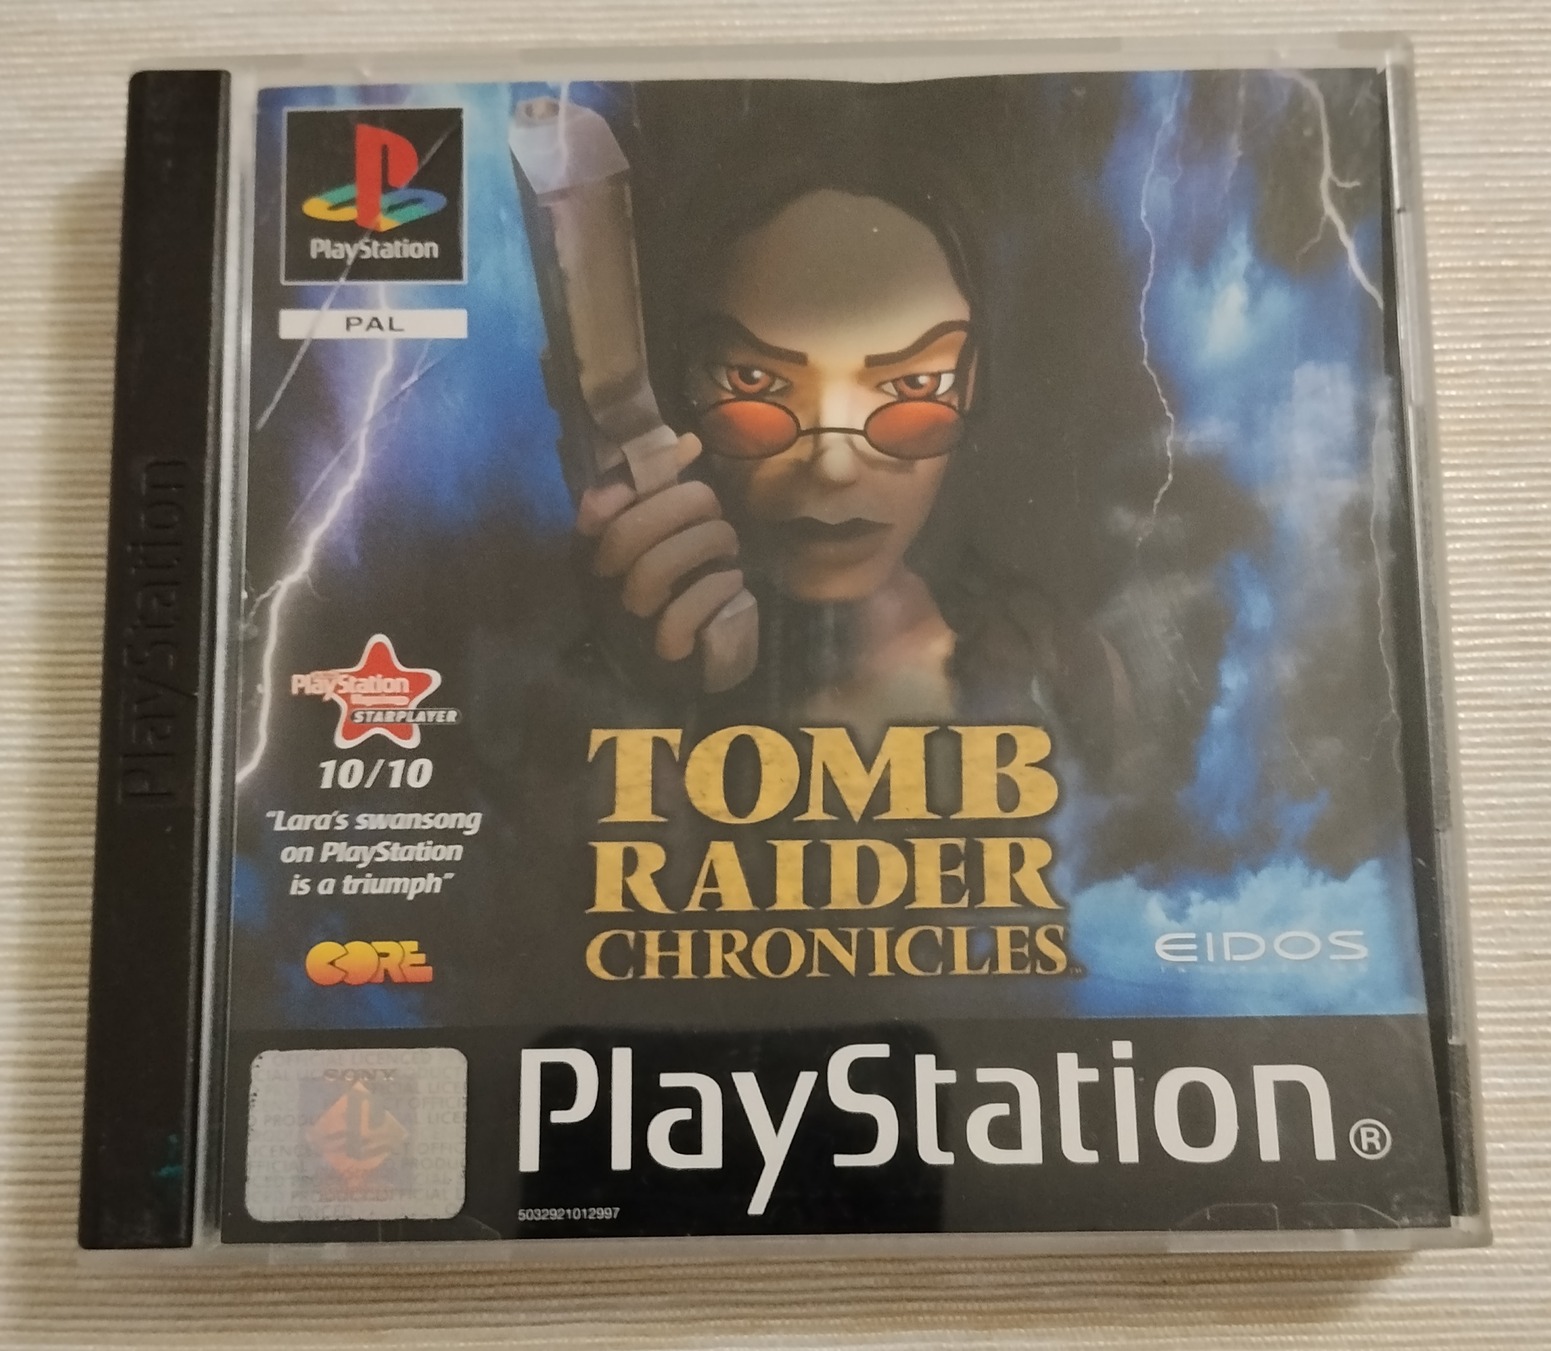 PlayStation
PlayStation
PAL
PlayStation
STARPLAYER
10/10
"Lara's swansong
on PlayStation
is a triumph"
CORE
TOMB
RAIDER
CHRONICLES
EIDOS
SONY
PlayStation®
5032921012997